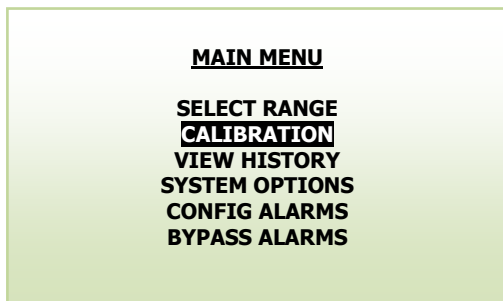 MAIN MENU
SELECT RANGE
CALIBRATION
VIEW HISTORY
SYSTEM OPTIONS
CONFIG ALARMS
BYPASS ALARMS